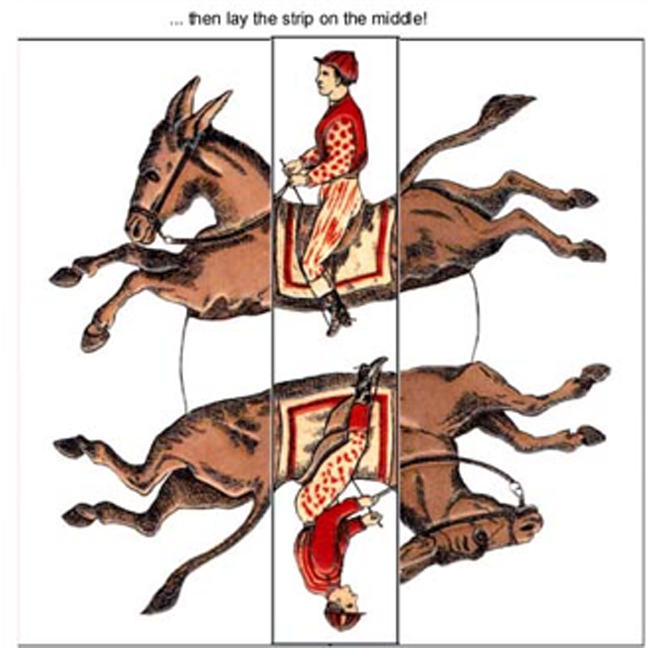 ... then lay the strip on the middle!